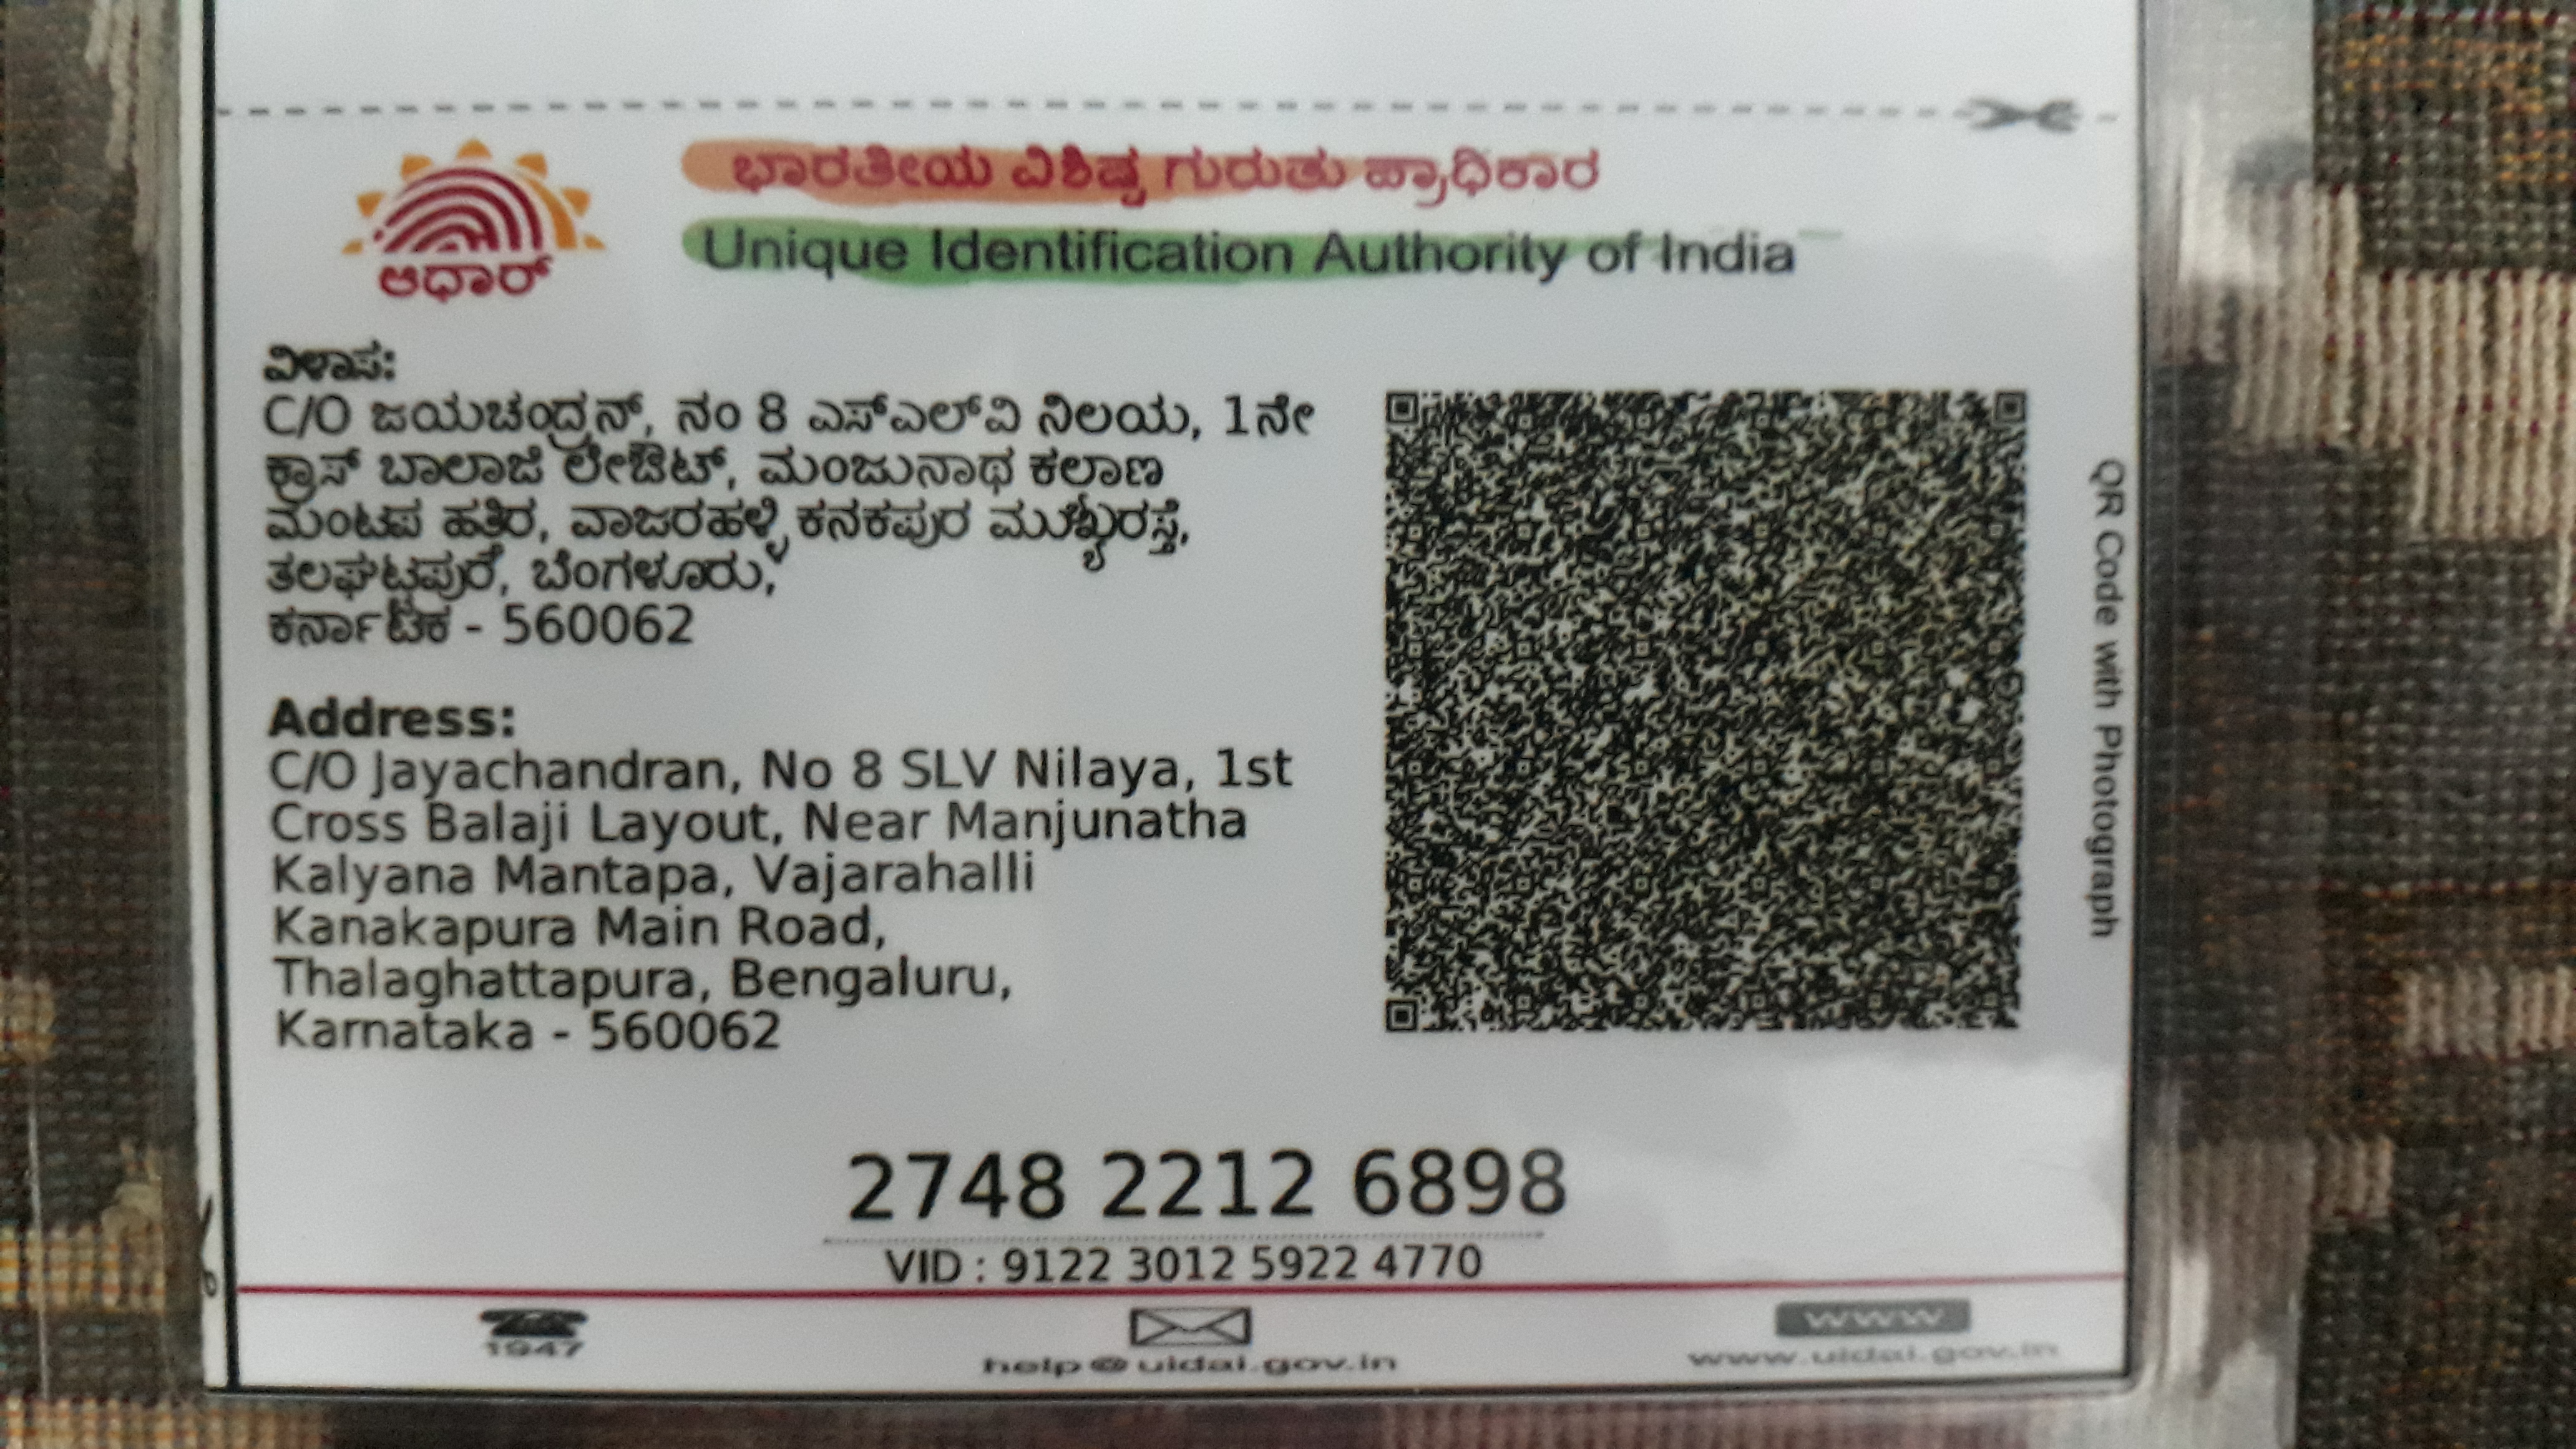 ಭಾರತೀಯ ವಿಶಿಷ್ಟ ಗುರುತು ಪ್ರಾಧಿಕಾರ
Unique Identification Authority of India
ಆಧಾರ್
ವಿಳಾಸ:
C/O ಜಯಚಂದ್ರನ್, ನಂ 8 ಎಸ್ಎಲ್‌ವಿ ನಿಲಯ, 1ನೇ
ಕ್ರಾಸ್ ಬಾಲಾಜಿ ಲೇಔಟ್, ಮಂಜುನಾಥ ಕಲಾಣ
ಮಂಟಪ ಹತಿರ, ವಾಜರಹಳ್ಳಿ ಕನಕಪುರ ಮುಖ್ಯರಸ್ತೆ,
ತಲಘಟ್ಟಪುರೆ, ಬೆಂಗಳೂರು,
ಕರ್ನಾಟಕ - 560062
Address:
C/O Jayachandran, No 8 SLV Nilaya, 1st
Cross Balaji Layout, Near Manjunatha
Kalyana Mantapa, Vajarahalli
Kanakapura Main Road,
Thalaghattapura, Bengaluru,
Karnataka - 560062
QR Code with Photograph
2748 2212 6898
VID : 9122 3012 5922 4770
1947
help@uidai.gov.in
www
www.uidai.gov.in